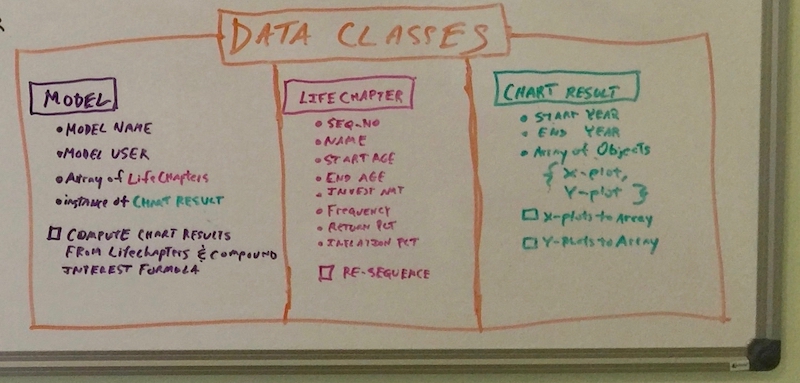 DATA CLASSES
MODEL
• MODEL NAME
• MODEL USER
• Array of LifeChapters
• instance of CHART RESULT
COMPUTE CHART RESULTS
FROM Lifechapters & COMPOUND
INTEREST FORMULA
LIFECHAPTER
• SEQ-NO
• NAME
• START AGE
• END AGE
• INVEST AMT
• Frequency
• RETURN PCT
• INFLATION PCT
RE-SEQUENCE
CHART RESULT
• START YEAR
• END YEAR
• Array of Objects
{ X-plot,
Y-plot }
X-plots to Array
Y-Plots to Array